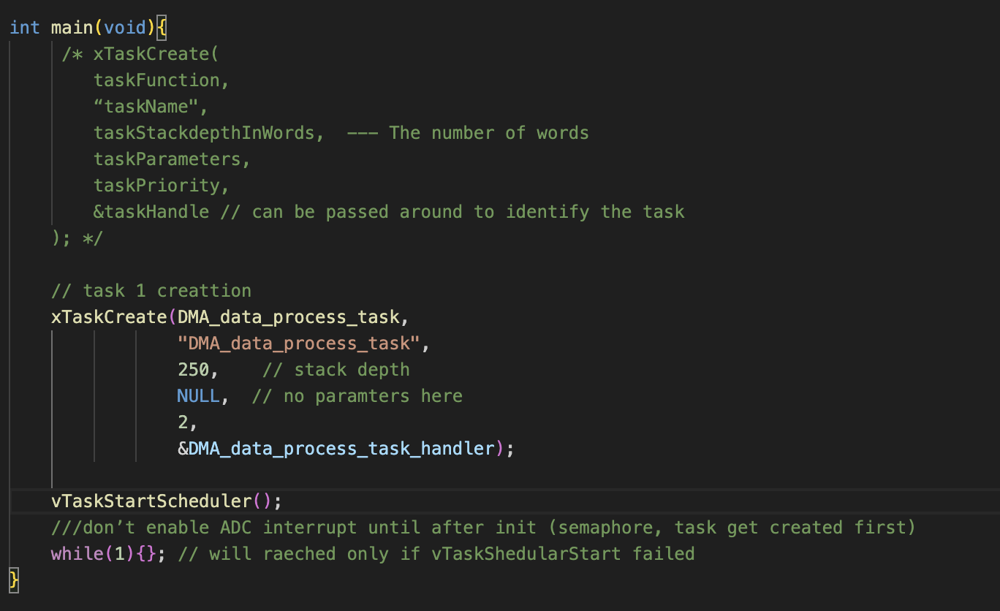 int main(void){
/* xTaskCreate(
taskFunction,
“taskName",
taskStackdepthInWords,  --- The number of words
taskParameters,
taskPriority,
&taskHandle // can be passed around to identify the task
); */
// task 1 creattion
xTaskCreate(DMA_data_process_task,
"DMA_data_process_task",
250,    // stack depth
NULL,  // no paramters here
2,
&DMA_data_process_task_handler);
vTaskStartScheduler();
///don’t enable ADC interrupt until after init (semaphore, task get created first)
while(1){}; // will raeched only if vTaskShedularStart failed
}